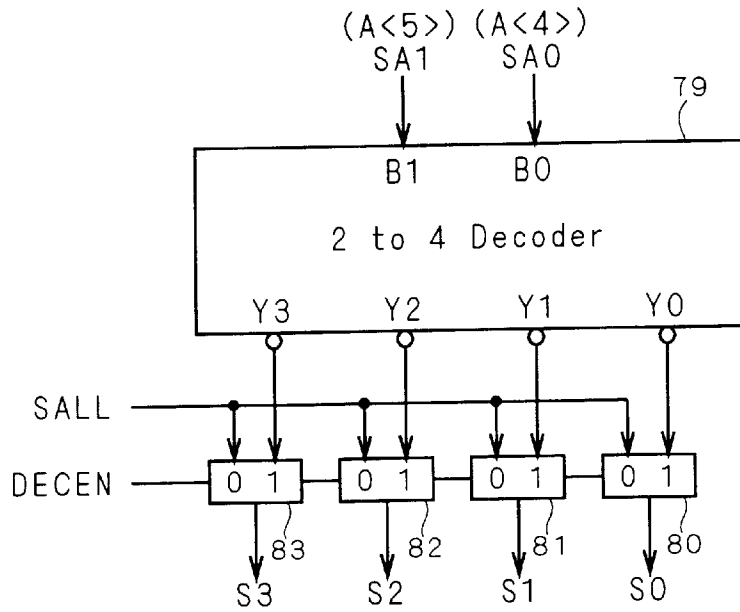 (A<5>) (A<4>)
SA1 SA0
79
B1 B0
2 to 4 Decoder
Y3 Y2 Y1 Y0
SALL
DECEN 0 1 0 1 0 1 0 1
83 82 81 80
S3 S2 S1 S0